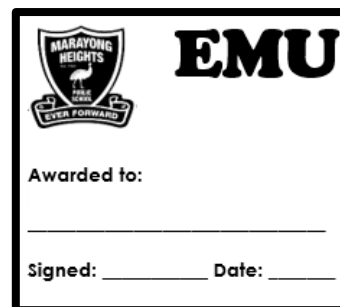 MARAYONG
HEIGHTS
PUBLIC
SCHOOL
EVER FORWARD
EMU
Awarded to:
Signed: Date: